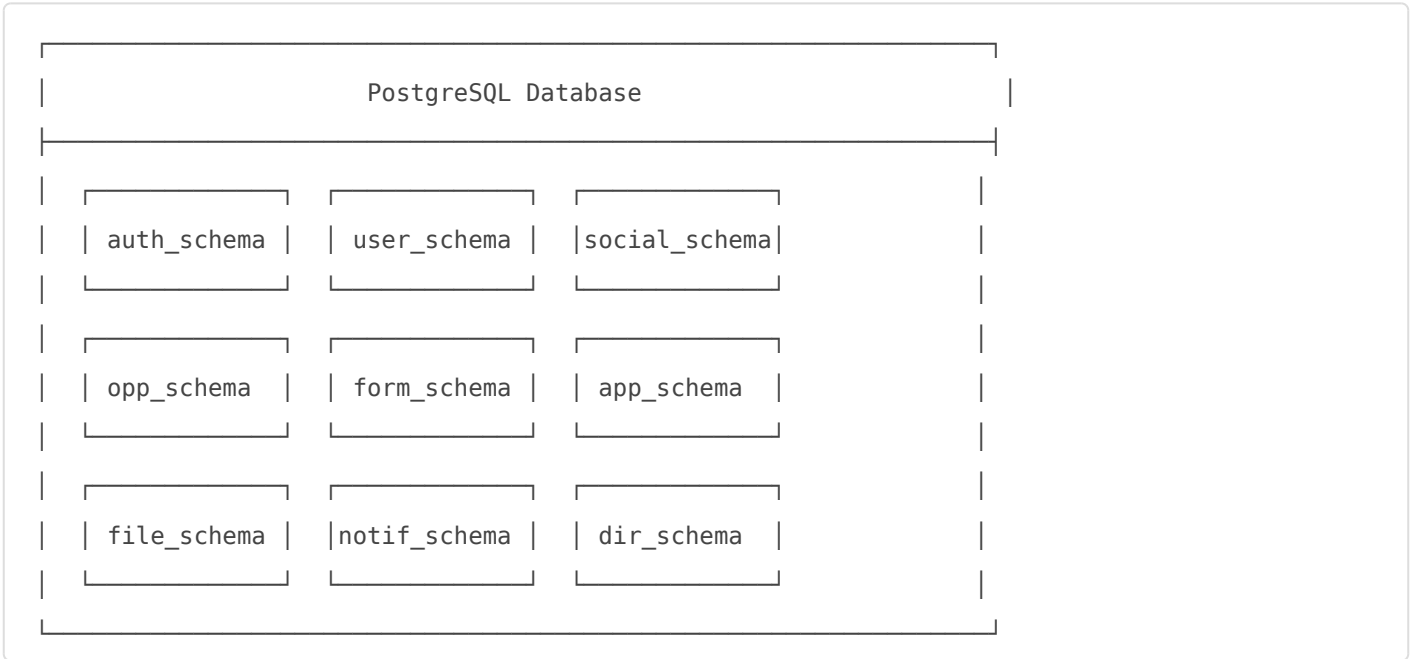 PostgreSQL Database
auth_schema user_schema social_schema
opp_schema form_schema app_schema
file_schema notif_schema dir_schema